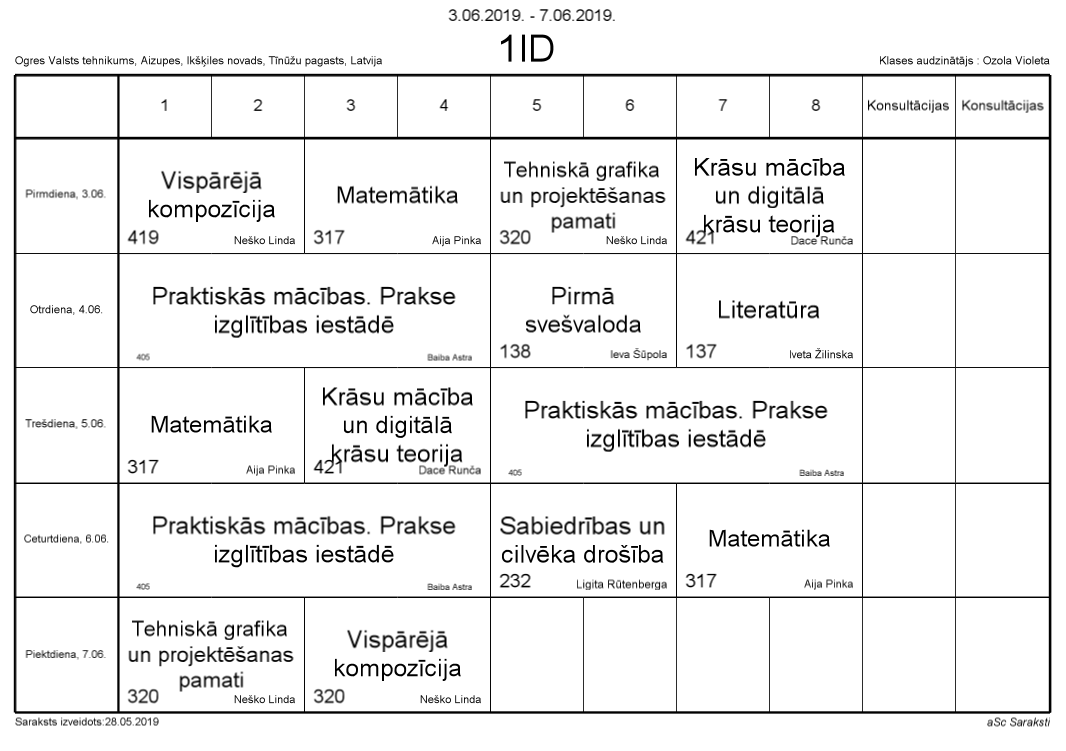 3.06.2019. - 7.06.2019.
1ID
Ogres Valsts tehnikums, Aizupes, Ikšķiles novads, Tīnūžu pagasts, Latvija
Klases audzinātājs : Ozola Violeta
1 2 3 4 5 6 7 8 Konsultācijas Konsultācijas
Pirmdiena, 3.06.
Vispārējā
kompozīcija
419 Neško Linda
Matemātika
317 Aija Pinka
Tehniskā grafika
un projektēšanas
pamati
320 Neško Linda
Krāsu mācība
un digitālā
krāsu teorija
421 Dace Runča
Otrdiena, 4.06.
Praktiskās mācības. Prakse
izglītības iestādē
405 Baiba Astra
Pirmā
svešvaloda
138 Ieva Šūpola
Literatūra
137 Iveta Žilinska
Trešdiena, 5.06.
Matemātika
317 Aija Pinka
Krāsu mācība
un digitālā
krāsu teorija
421 Dace Runča
Praktiskās mācības. Prakse
izglītības iestādē
405 Baiba Astra
Ceturtdiena, 6.06.
Praktiskās mācības. Prakse
izglītības iestādē
405 Baiba Astra
Sabiedrības un
cilvēka drošība
232 Ligita Rūtenberga
Matemātika
317 Aija Pinka
Piektdiena, 7.06.
Tehniskā grafika
un projektēšanas
pamati
320 Neško Linda
Vispārējā
kompozīcija
320 Neško Linda
Saraksts izveidots:28.05.2019
aSc Saraksti